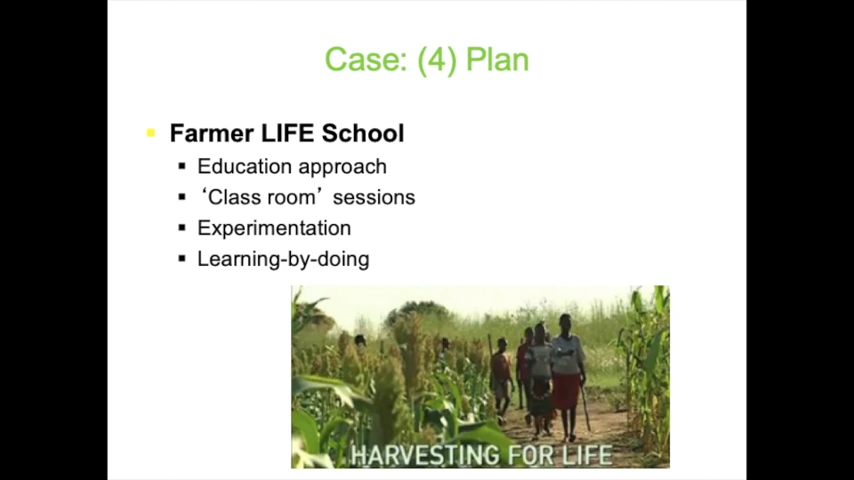 Case: (4) Plan
Farmer LIFE School
Education approach
‘Class room’ sessions
Experimentation
Learning-by-doing
HARVESTING FOR LIFE